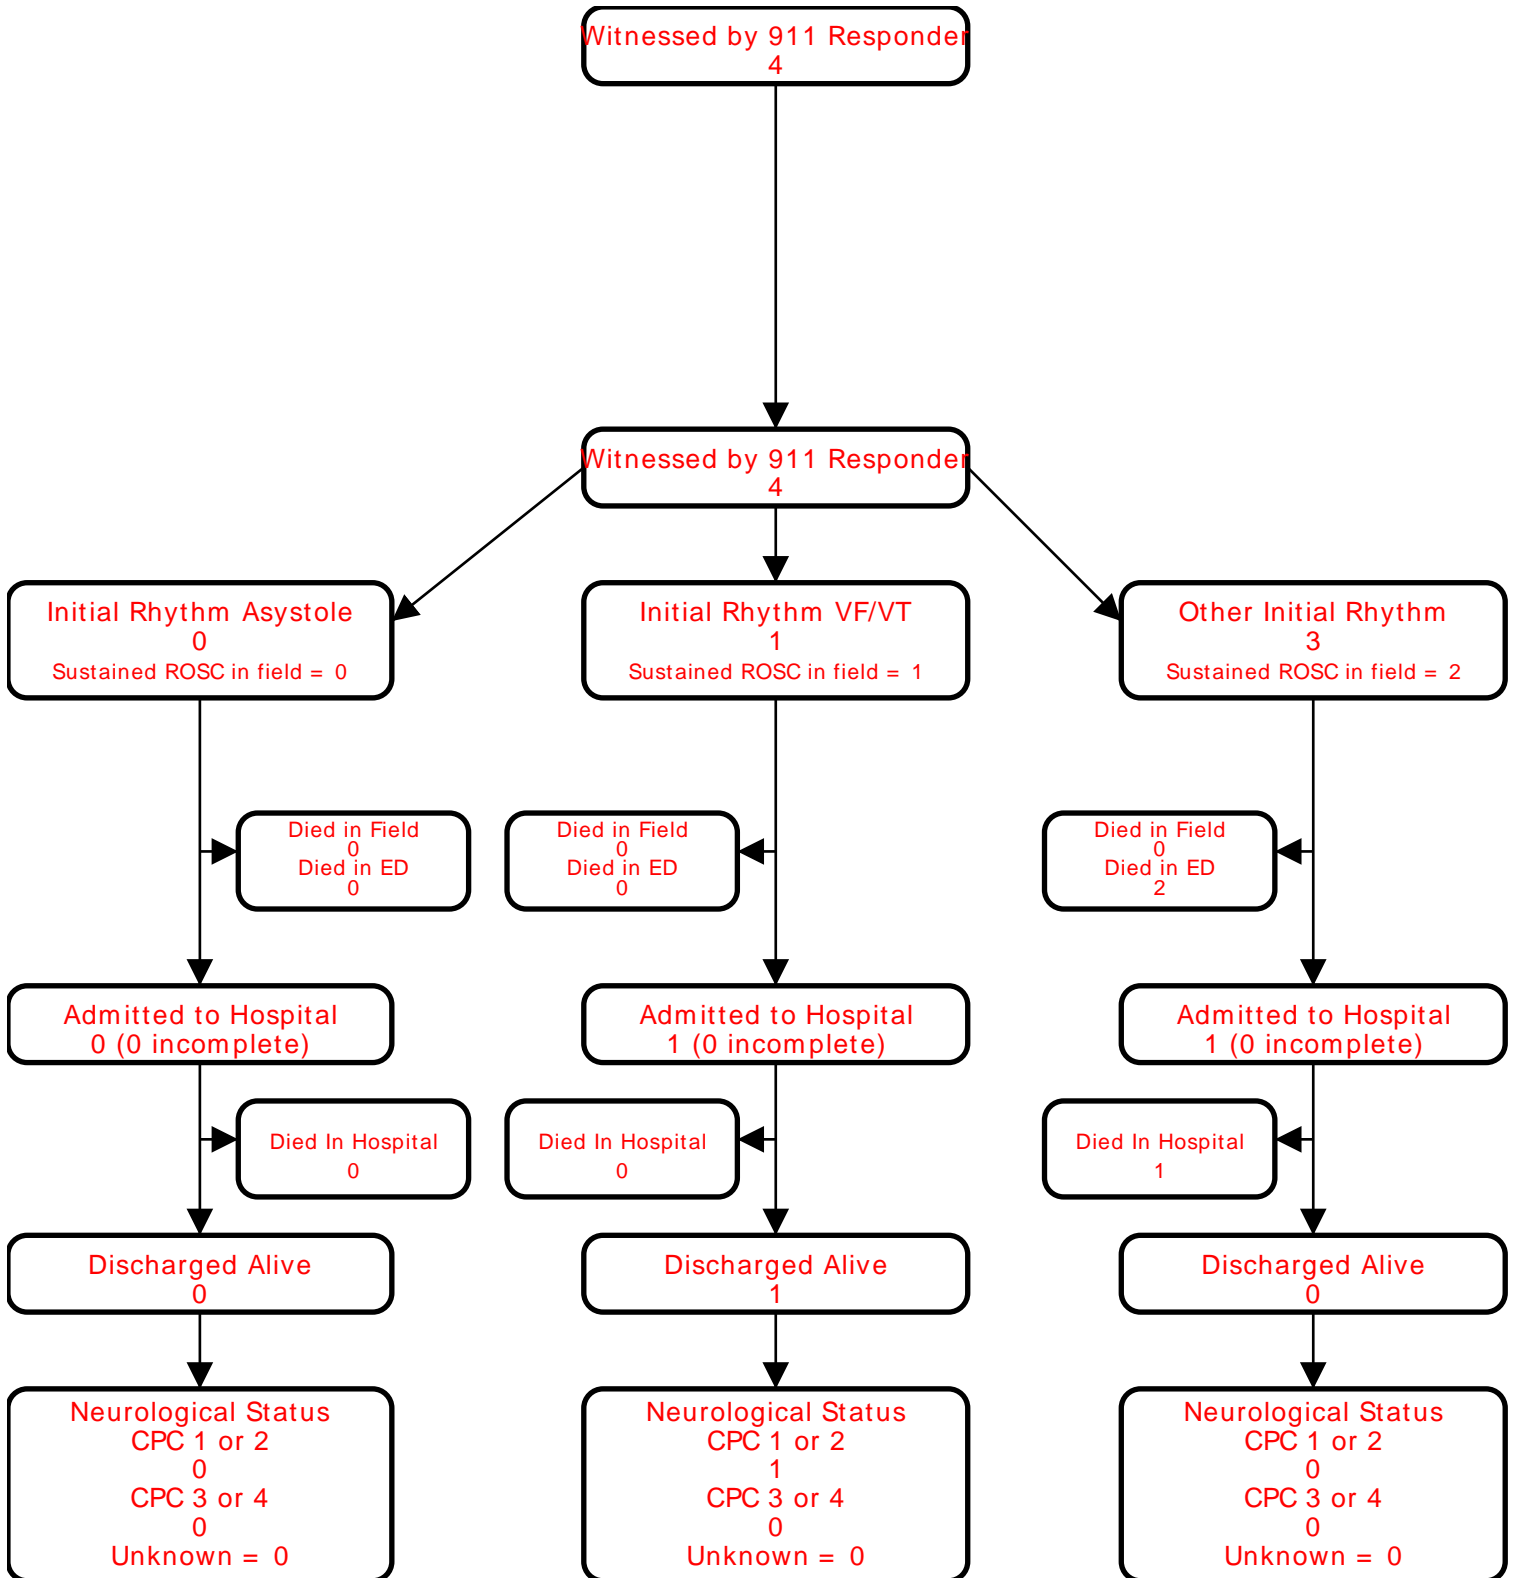 Witnessed by 911 Responder
4
Witnessed by 911 Responder
4
Initial Rhythm Asystole
0
Sustained ROSC in field = 0
Initial Rhythm VF/VT
1
Sustained ROSC in field = 1
Other Initial Rhythm
3
Sustained ROSC in field = 2
Died in Field
0
Died in ED
0
Died in Field
0
Died in ED
0
Died in Field
0
Died in ED
2
Admitted to Hospital
0 (0 incomplete)
Admitted to Hospital
1 (0 incomplete)
Admitted to Hospital
1 (0 incomplete)
Died In Hospital
0
Died In Hospital
0
Died In Hospital
1
Discharged Alive
0
Discharged Alive
1
Discharged Alive
0
Neurological Status
CPC 1 or 2
0
CPC 3 or 4
0
Unknown = 0
Neurological Status
CPC 1 or 2
1
CPC 3 or 4
0
Unknown = 0
Neurological Status
CPC 1 or 2
0
CPC 3 or 4
0
Unknown = 0